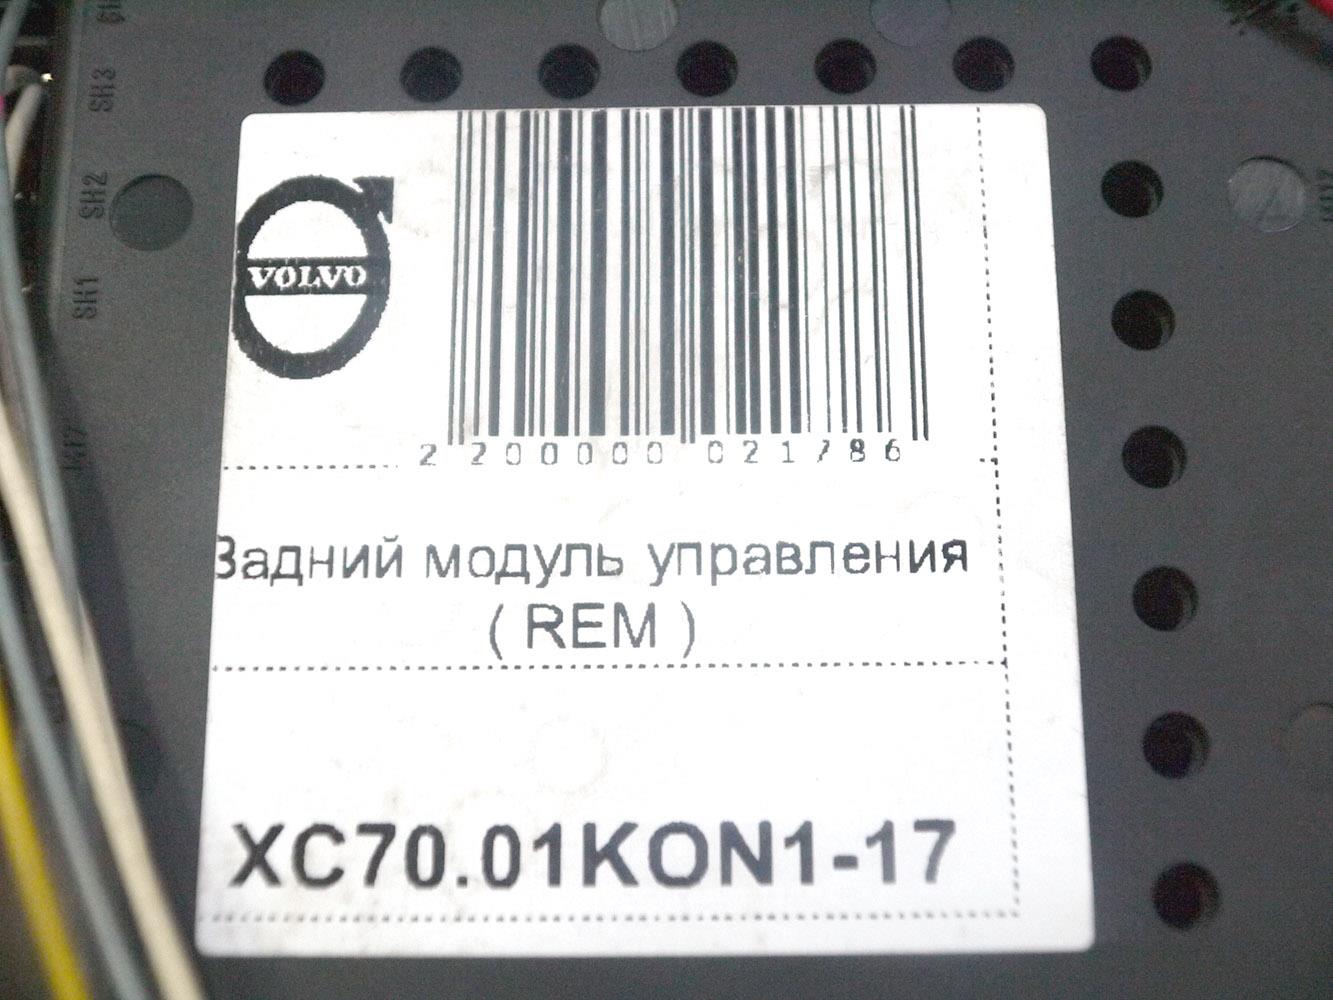 SH3
SH2
SH1
VOLVO
2 200000 021786
Задний модуль управления
( REM )
XC70.01KON1-17